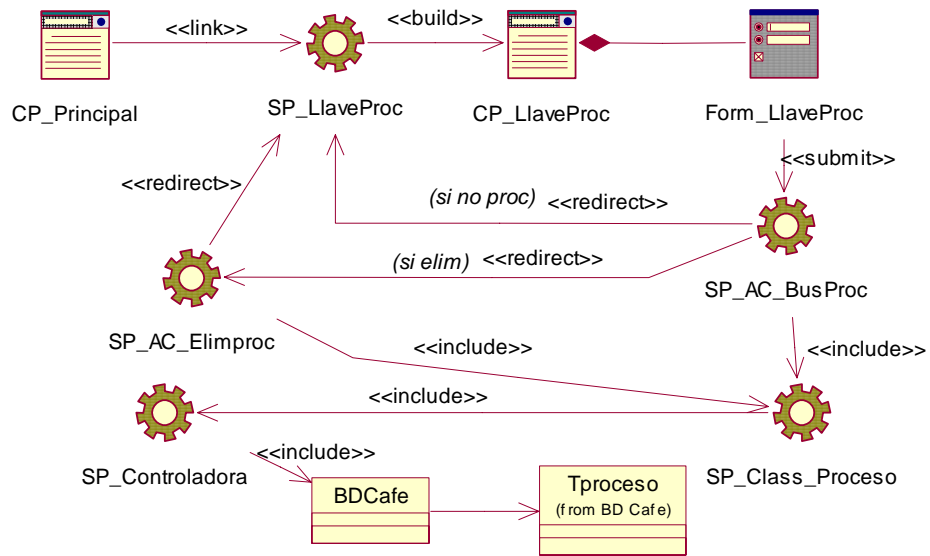 <<link>>
<<build>>
CP_Principal
SP_LlaveProc
CP_LlaveProc
Form_LlaveProc
<<submit>>
<<redirect>>
(si no proc)
<<redirect>>
(si elim)
<<redirect>>
SP_AC_BusProc
SP_AC_Elimproc
<<include>>
<<include>>
<<include>>
SP_Controladora
<<include>>
SP_Class_Proceso
BDCafe
Tproceso
(from BD Cafe)